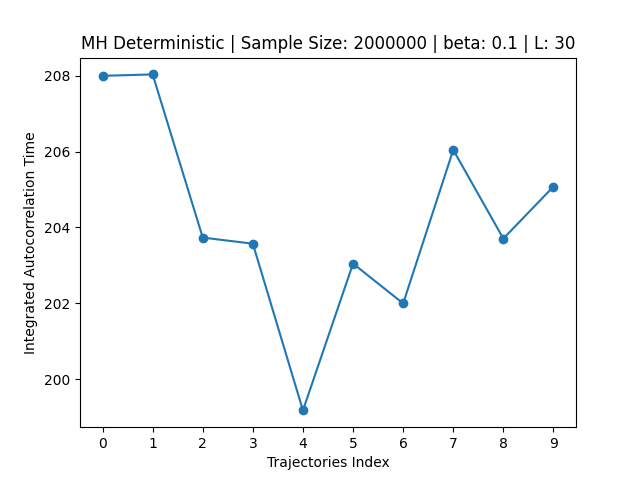 MH Deterministic | Sample Size: 2000000 | beta: 0.1 | L: 30
208
206
204
202
200
Integrated Autocorrelation Time
0 1 2 3 4 5 6 7 8 9
Trajectories Index